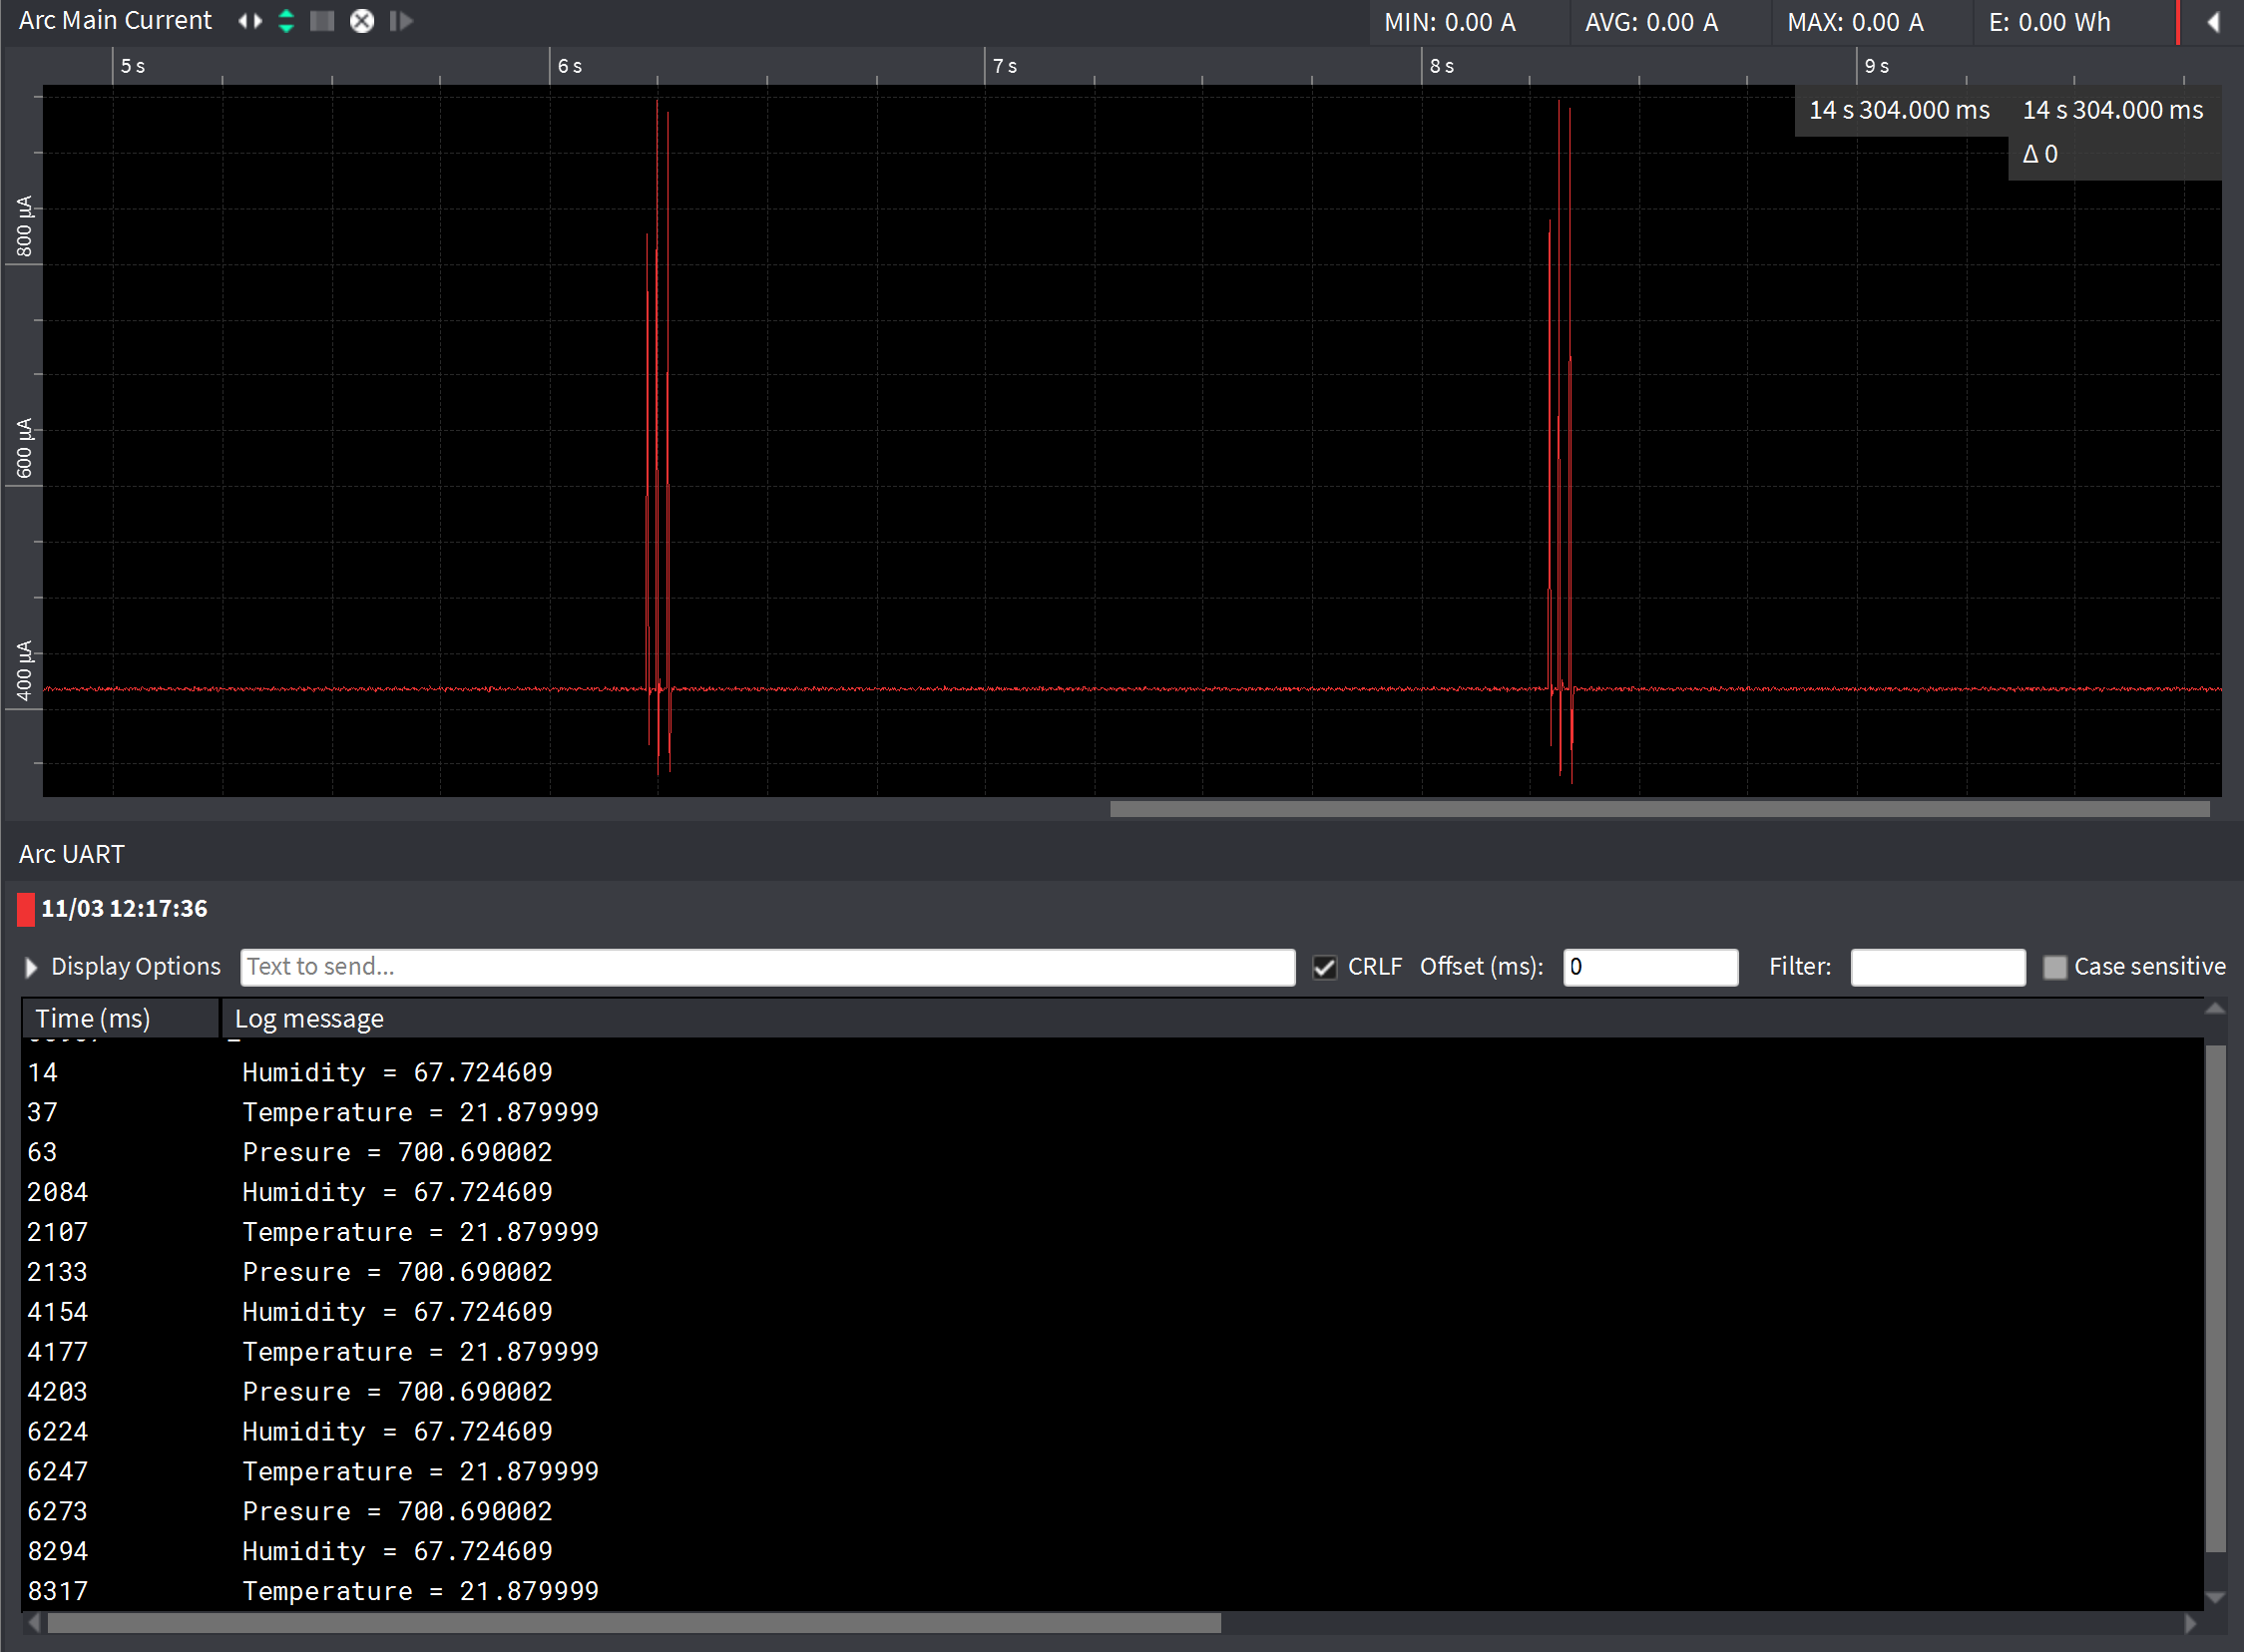 Arc Main Current MIN: 0.00 A AVG: 0.00 A MAX: 0.00 A E: 0.00 Wh
5 s 6 s 7 s 8 s 9 s
14 s 304.000 ms 14 s 304.000 ms
Δ 0
800 µA
600 µA
400 µA
Arc UART
11/03 12:17:36
Display Options Text to send... CRLF Offset (ms): 0 Filter: Case sensitive
Time (ms) Log message
14 Humidity = 67.724609
37 Temperature = 21.879999
63 Presure = 700.690002
2084 Humidity = 67.724609
2107 Temperature = 21.879999
2133 Presure = 700.690002
4154 Humidity = 67.724609
4177 Temperature = 21.879999
4203 Presure = 700.690002
6224 Humidity = 67.724609
6247 Temperature = 21.879999
6273 Presure = 700.690002
8294 Humidity = 67.724609
8317 Temperature = 21.879999